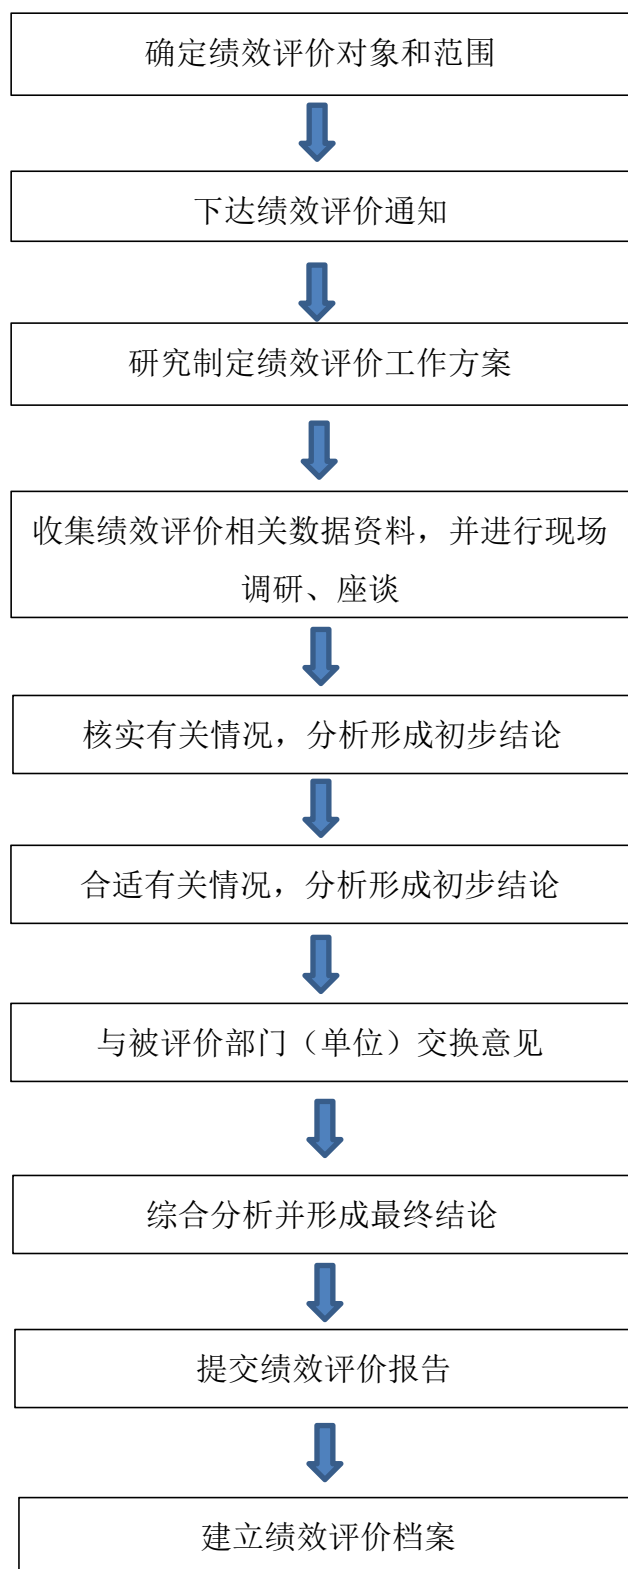 确定绩效评价对象和范围
下达绩效评价通知
研究制定绩效评价工作方案
收集绩效评价相关数据资料，并进行现场
调研、座谈
核实有关情况，分析形成初步结论
合适有关情况，分析形成初步结论
与被评价部门（单位）交换意见
综合分析并形成最终结论
提交绩效评价报告
建立绩效评价档案